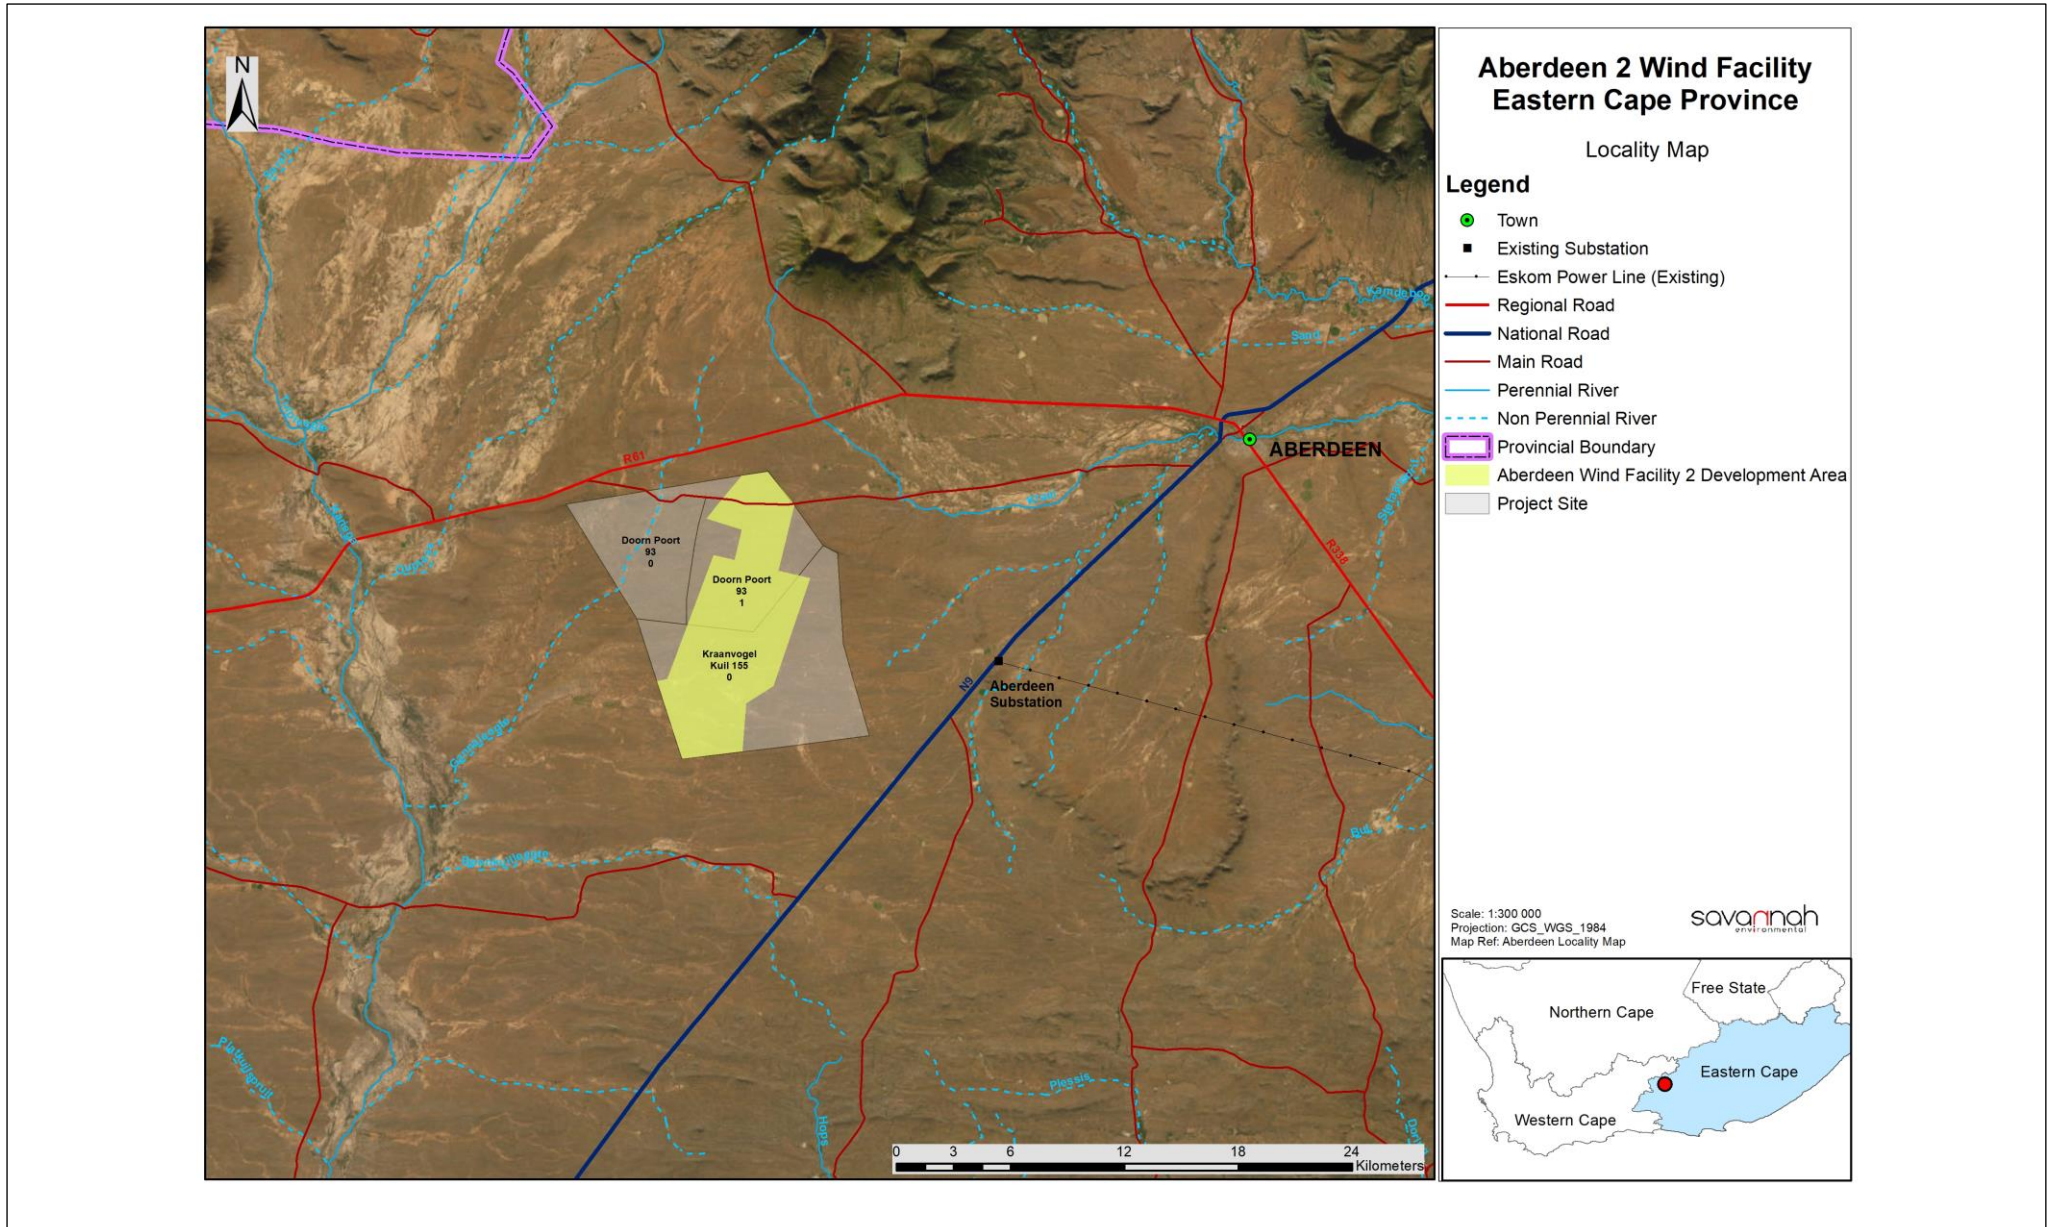 Aberdeen 2 Wind Facility
Eastern Cape Province
Locality Map
Legend
Town
Existing Substation
Eskom Power Line (Existing)
Regional Road
National Road
Main Road
Perennial River
Non Perennial River
Provincial Boundary
Aberdeen Wind Facility 2 Development Area
Project Site
N
Kamdeboo
Sand
ABERDEEN
R61
R338
Doorn Poort
93
0
Doorn Poort
93
1
Kraanvogel
Kuil 155
0
N9
Aberdeen
Substation
Plessis
Hops
0 3 6 12 18 24
Kilometers
Scale: 1:300 000
Projection: GCS_WGS_1984
Map Ref: Aberdeen Locality Map
savannah
environmental
Free State
Northern Cape
Eastern Cape
Western Cape